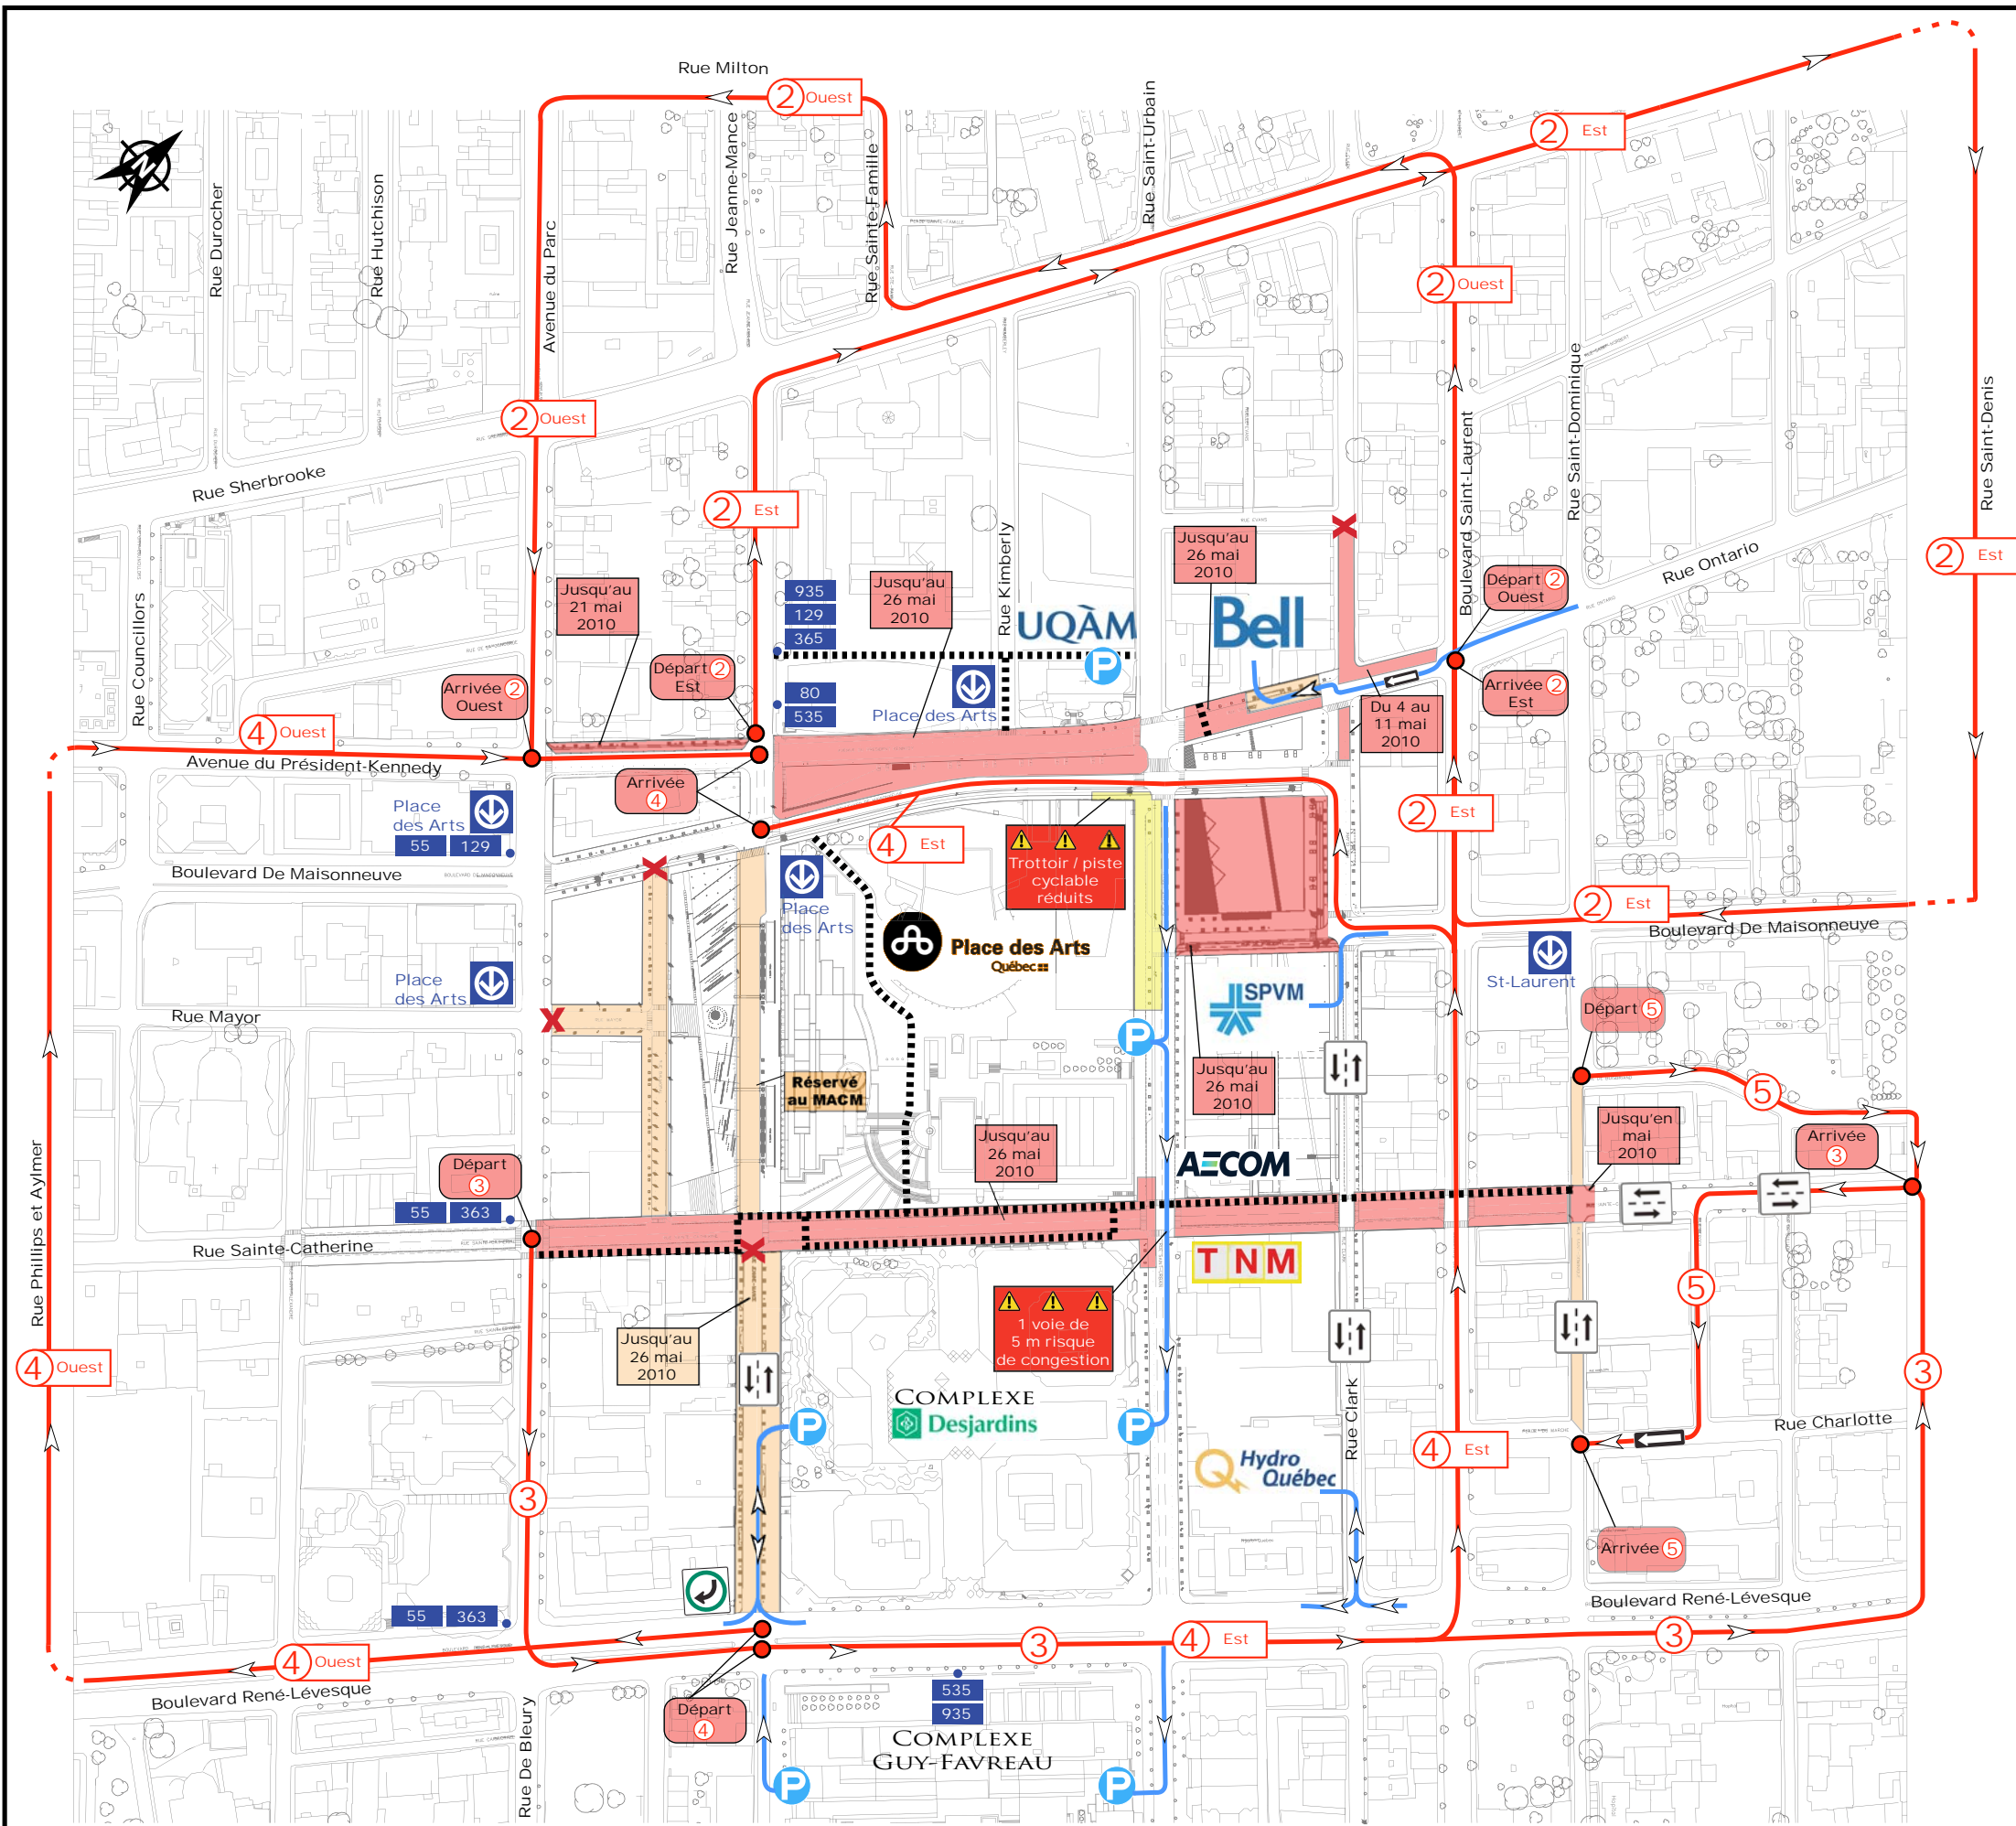 Rue Milton
2 Ouest
Rue Saint-Urbain
2 Est
Rue Durocher
Rue Hutchison
Avenue du Parc
Rue Jeanne-Mance
Rue Sainte-Famille
N
2 Ouest
Boulevard Saint-Laurent
Rue Saint-Dominique
Rue Saint-Denis
2 Ouest
Rue Sherbrooke
2 Est
2 Est
Rue Ontario
Rue Councillors
Rue Kimberly
Jusqu'au
21 mai
2010
935
129
365
Jusqu'au
26 mai
2010
UQÀM
P
Jusqu'au
26 mai
2010
Bell
Départ 2
Ouest
Arrivée 2
Ouest
Départ 2
Est
80
535
Place des Arts
Du 4 au
11 mai
2010
Arrivée 2
Est
4 Ouest
Avenue du Président-Kennedy
Arrivée
4
Place
des Arts
55 129
4 Est
Trottoir / piste
cyclable
réduits
2 Est
Boulevard De Maisonneuve
Place
des Arts
Place des Arts
Québec
2 Est
Boulevard De Maisonneuve
St-Laurent
Place
des Arts
SPVM
Rue Mayor
Départ 5
P
Réservé
au MACM
Jusqu'au
26 mai
2010
5
Jusqu'en
mai
2010
Arrivée
3
Rue Phillips et Aylmer
Départ
3
Jusqu'au
26 mai
2010
AECOM
55 363
Rue Sainte-Catherine
TNM
5
1 voie de
5 m risque
de congestion
Jusqu'au
26 mai
2010
4 Ouest
3
COMPLEXE
Desjardins
P
P
Rue Clark
Rue Charlotte
4 Est
Hydro
Québec
3
Arrivée 5
55 363
Boulevard René-Lévesque
4 Ouest
3
4 Est
3
Boulevard René-Lévesque
Rue De Bleury
Départ
4
535
935
COMPLEXE
GUY-FAVREAU
P
P